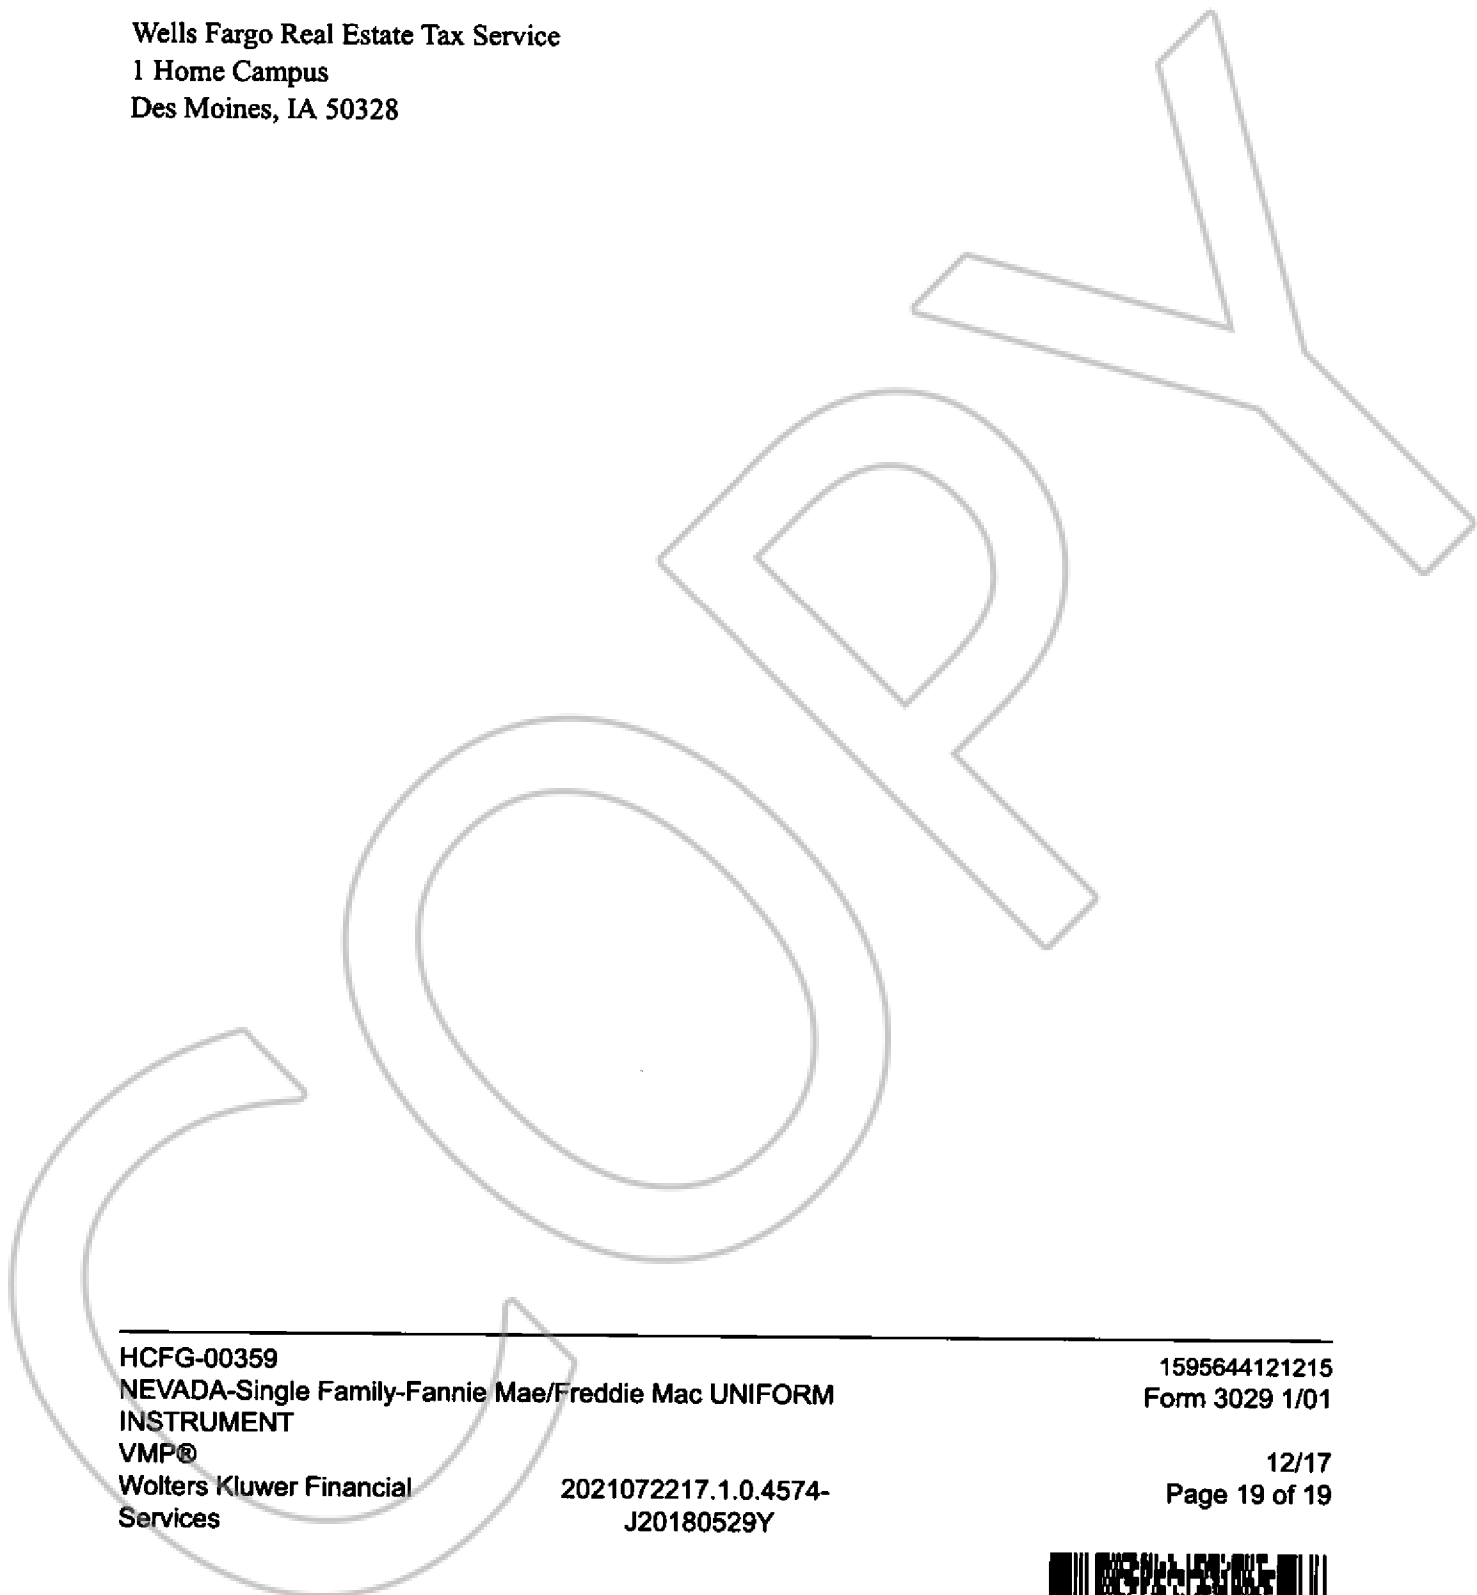 Wells Fargo Real Estate Tax Service
1 Home Campus
Des Moines, IA 50328
COPY
HCFG-00359
NEVADA-Single Family-Fannie Mae/Freddie Mac UNIFORM
INSTRUMENT
VMP®
Wolters Kluwer Financial
Services
2021072217.1.0.4574-
J20180529Y
1595644121215
Form 3029 1/01
12/17
Page 19 of 19